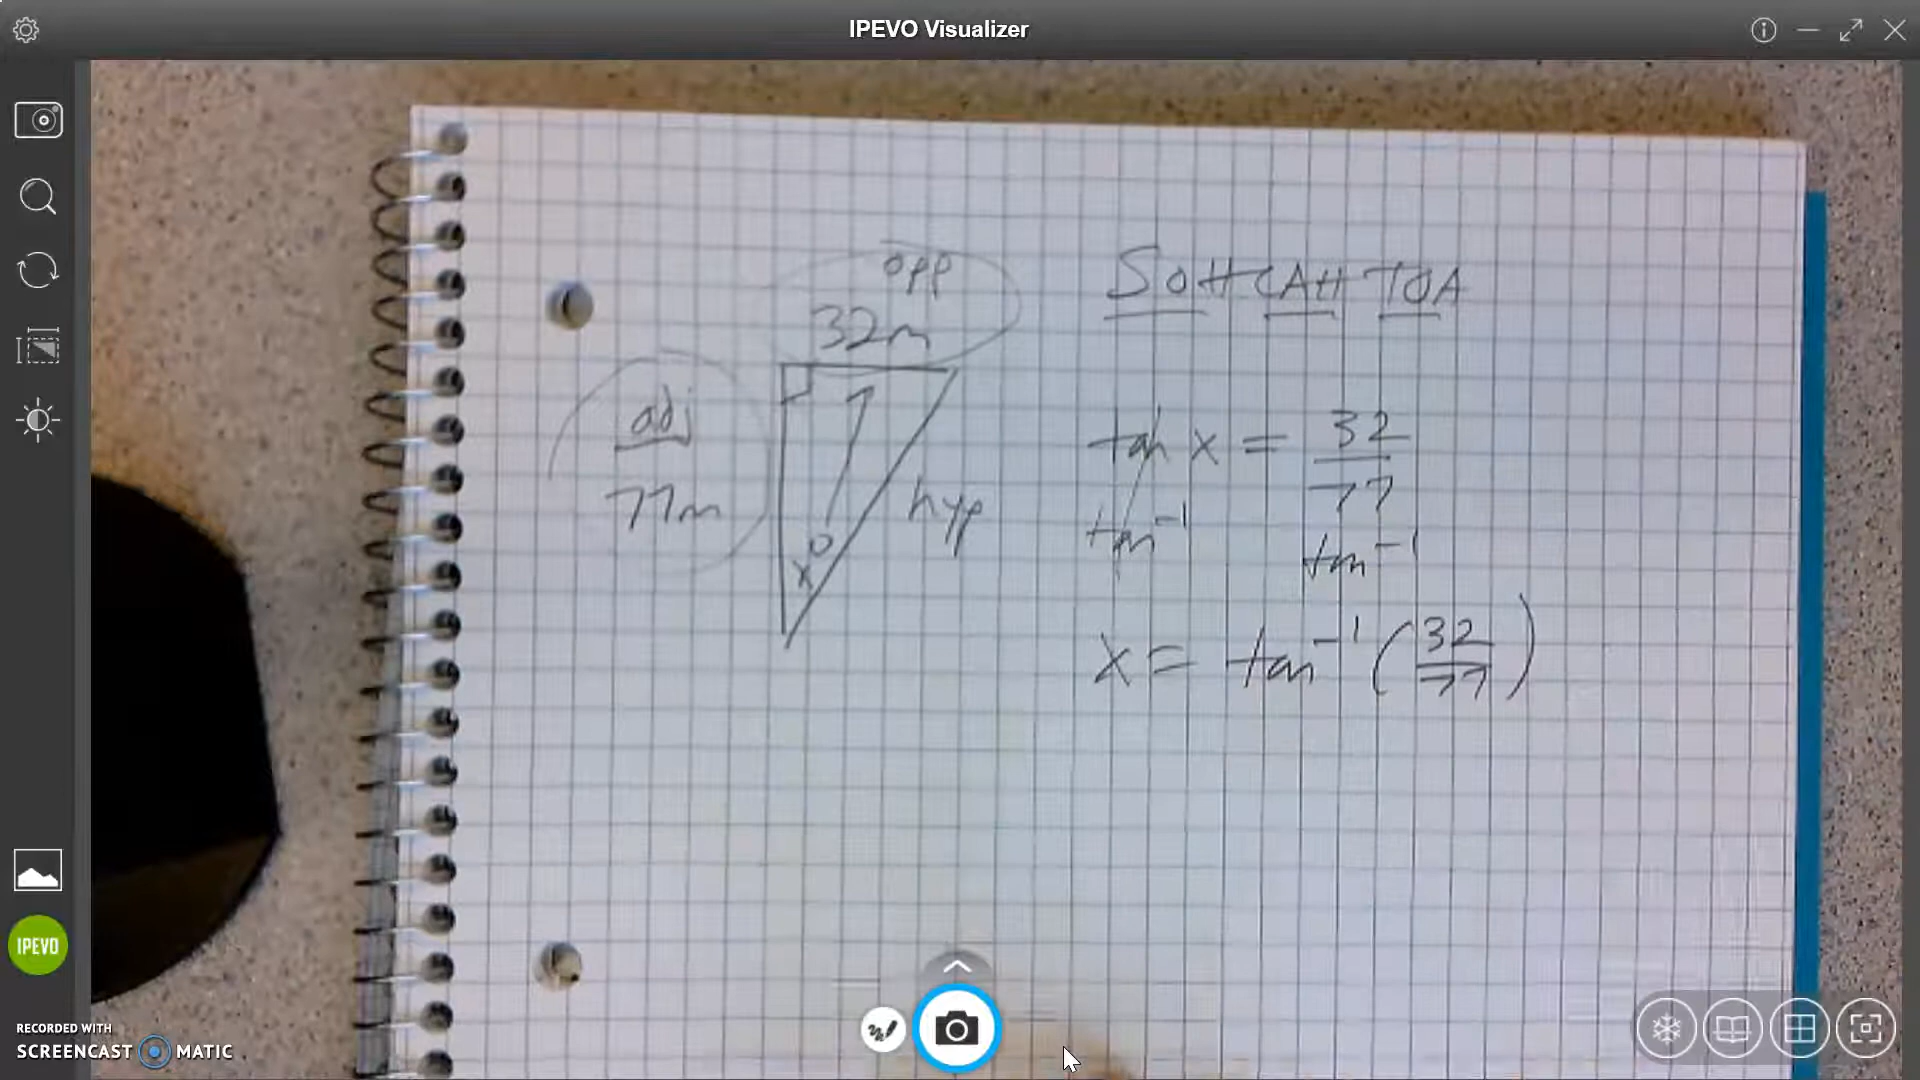 IPEVO Visualizer
opp
32m
adj
77m
hyp
x°
SOHCAHTOA
tan x = 32/77
tan⁻¹ tan⁻¹
x = tan⁻¹ (32/77)
IPEVO
RECORDED WITH
SCREENCAST MATIC